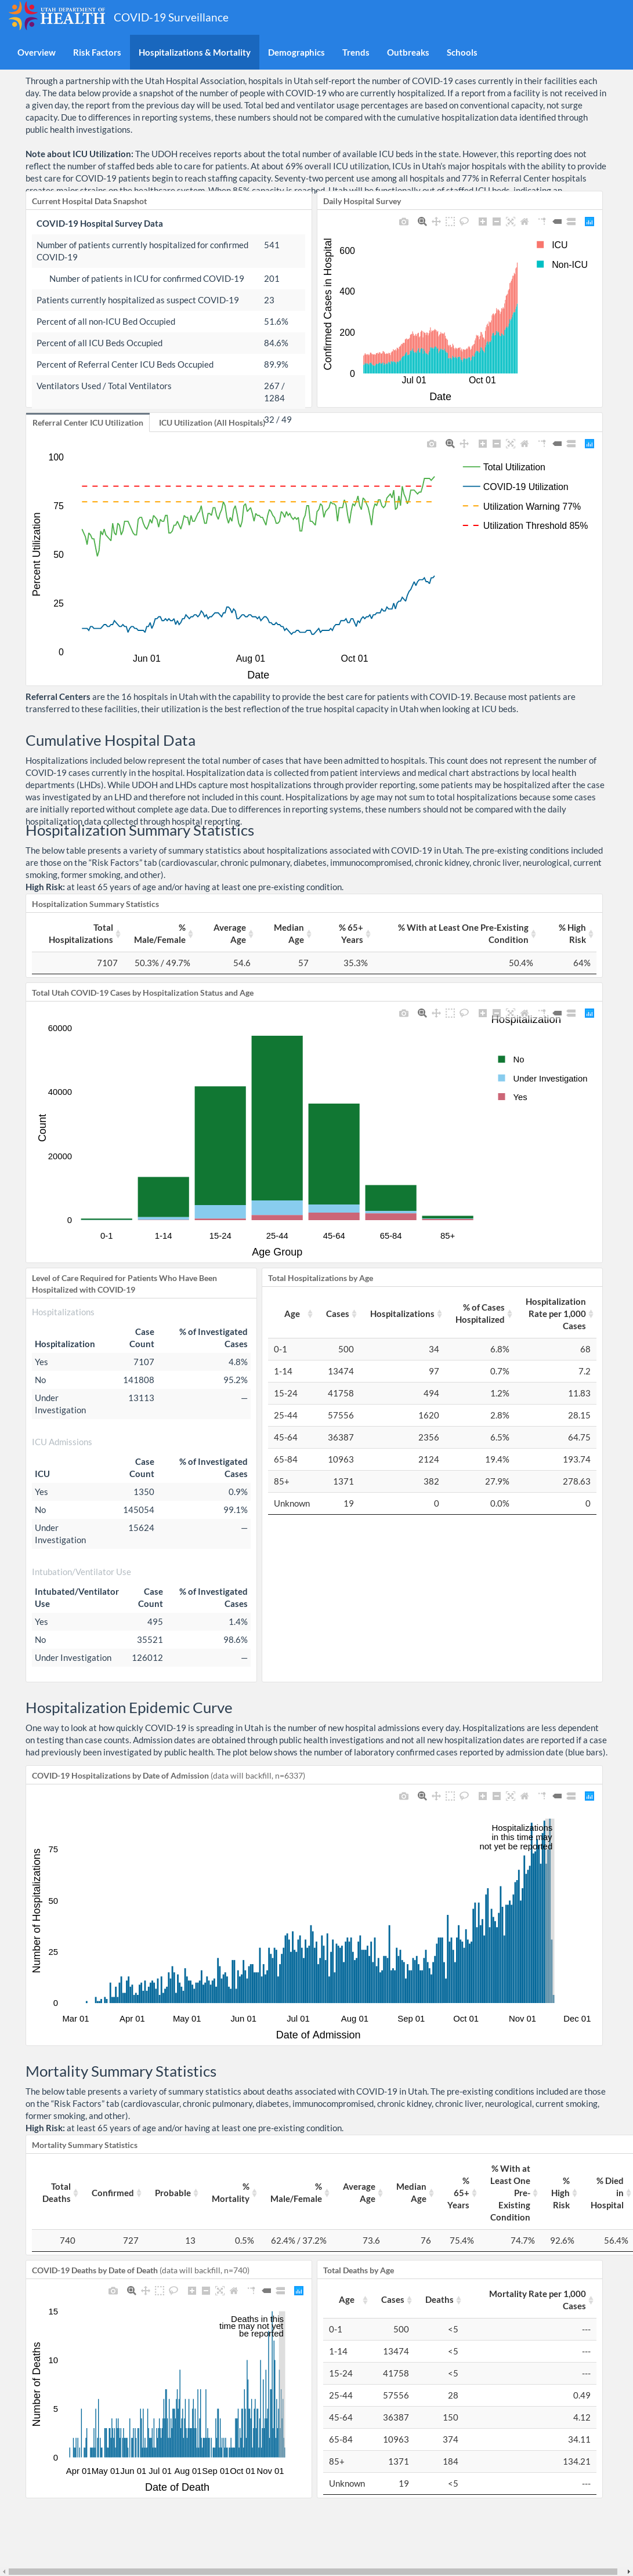 UTAH DEPARTMENT OF
HEALTH
COVID-19 Surveillance
Overview Risk Factors Hospitalizations & Mortality Demographics Trends Outbreaks Schools
Through a partnership with the Utah Hospital Association, hospitals in Utah self-report the number of COVID-19 cases currently in their facilities each
day. The data below provide a snapshot of the number of people with COVID-19 who are currently hospitalized. If a report from a facility is not received in
a given day, the report from the previous day will be used. Total bed and ventilator usage percentages are based on conventional capacity, not surge
capacity. Due to differences in reporting systems, these numbers should not be compared with the cumulative hospitalization data identified through
public health investigations.
Note about ICU Utilization: The UDOH receives reports about the total number of available ICU beds in the state. However, this reporting does not
reflect the number of staffed beds able to care for patients. At about 69% overall ICU utilization, ICUs in Utah's major hospitals with the ability to provide
best care for COVID-19 patients begin to reach staffing capacity. Seventy-two percent use among all hospitals and 77% in Referral Center hospitals
creates major strains on the healthcare system. When 85% capacity is reached, Utah will be functionally out of staffed ICU beds, indicating an
Current Hospital Data Snapshot
COVID-19 Hospital Survey Data
Number of patients currently hospitalized for confirmed 541
COVID-19
Number of patients in ICU for confirmed COVID-19 201
Patients currently hospitalized as suspect COVID-19 23
Percent of all non-ICU Bed Occupied 51.6%
Percent of all ICU Beds Occupied 84.6%
Percent of Referral Center ICU Beds Occupied 89.9%
Ventilators Used / Total Ventilators 267 /
1284
32 / 49
Daily Hospital Survey
Confirmed Cases in Hospital
600
400
200
0
Jul 01 Oct 01
Date
ICU
Non-ICU
Referral Center ICU Utilization ICU Utilization (All Hospitals)
Percent Utilization
100
75
50
25
0
Jun 01 Aug 01 Oct 01
Date
Total Utilization
COVID-19 Utilization
Utilization Warning 77%
Utilization Threshold 85%
Referral Centers are the 16 hospitals in Utah with the capability to provide the best care for patients with COVID-19. Because most patients are
transferred to these facilities, their utilization is the best reflection of the true hospital capacity in Utah when looking at ICU beds.
Cumulative Hospital Data
Hospitalizations included below represent the total number of cases that have been admitted to hospitals. This count does not represent the number of
COVID-19 cases currently in the hospital. Hospitalization data is collected from patient interviews and medical chart abstractions by local health
departments (LHDs). While UDOH and LHDs capture most hospitalizations through provider reporting, some patients may be hospitalized after the case
was investigated by an LHD and therefore not included in this count. Hospitalizations by age may not sum to total hospitalizations because some cases
are initially reported without complete age data. Due to differences in reporting systems, these numbers should not be compared with the daily
hospitalization data collected through hospital reporting.
Hospitalization Summary Statistics
The below table presents a variety of summary statistics about hospitalizations associated with COVID-19 in Utah. The pre-existing conditions included
are those on the "Risk Factors" tab (cardiovascular, chronic pulmonary, diabetes, immunocompromised, chronic kidney, chronic liver, neurological, current
smoking, former smoking, and other).
High Risk: at least 65 years of age and/or having at least one pre-existing condition.
Hospitalization Summary Statistics
Total Hospitalizations % Male/Female Average Age Median Age % 65+ Years % With at Least One Pre-Existing Condition % High Risk
7107 50.3% / 49.7% 54.6 57 35.3% 50.4% 64%
Total Utah COVID-19 Cases by Hospitalization Status and Age
Count
60000
40000
20000
0
0-1 1-14 15-24 25-44 45-64 65-84 85+
Age Group
Hospitalization
No
Under Investigation
Yes
Level of Care Required for Patients Who Have Been
Hospitalized with COVID-19
Hospitalizations
Hospitalization Case Count % of Investigated Cases
Yes 7107 4.8%
No 141808 95.2%
Under Investigation 13113 —
ICU Admissions
ICU Case Count % of Investigated Cases
Yes 1350 0.9%
No 145054 99.1%
Under Investigation 15624 —
Intubation/Ventilator Use
Intubated/Ventilator Use Case Count % of Investigated Cases
Yes 495 1.4%
No 35521 98.6%
Under Investigation 126012 —
Total Hospitalizations by Age
Age Cases Hospitalizations % of Cases Hospitalized Hospitalization Rate per 1,000 Cases
0-1 500 34 6.8% 68
1-14 13474 97 0.7% 7.2
15-24 41758 494 1.2% 11.83
25-44 57556 1620 2.8% 28.15
45-64 36387 2356 6.5% 64.75
65-84 10963 2124 19.4% 193.74
85+ 1371 382 27.9% 278.63
Unknown 19 0 0.0% 0
Hospitalization Epidemic Curve
One way to look at how quickly COVID-19 is spreading in Utah is the number of new hospital admissions every day. Hospitalizations are less dependent
on testing than case counts. Admission dates are obtained through public health investigations and not all new hospitalization dates are reported if a case
had previously been investigated by public health. The plot below shows the number of laboratory confirmed cases reported by admission date (blue bars).
COVID-19 Hospitalizations by Date of Admission (data will backfill, n=6337)
Number of Hospitalizations
75
50
25
0
Hospitalizations
in this time may
not yet be reported
Mar 01 Apr 01 May 01 Jun 01 Jul 01 Aug 01 Sep 01 Oct 01 Nov 01 Dec 01
Date of Admission
Mortality Summary Statistics
The below table presents a variety of summary statistics about deaths associated with COVID-19 in Utah. The pre-existing conditions included are those
on the "Risk Factors" tab (cardiovascular, chronic pulmonary, diabetes, immunocompromised, chronic kidney, chronic liver, neurological, current smoking,
former smoking, and other).
High Risk: at least 65 years of age and/or having at least one pre-existing condition.
Mortality Summary Statistics
Total Deaths Confirmed Probable % Mortality % Male/Female Average Age Median Age % 65+ Years % With at Least One Pre-Existing Condition % High Risk % Died in Hospital
740 727 13 0.5% 62.4% / 37.2% 73.6 76 75.4% 74.7% 92.6% 56.4%
COVID-19 Deaths by Date of Death (data will backfill, n=740)
Number of Deaths
15
10
5
0
Deaths in this
time may not yet
be reported
Apr 01 May 01 Jun 01 Jul 01 Aug 01 Sep 01 Oct 01 Nov 01
Date of Death
Total Deaths by Age
Age Cases Deaths Mortality Rate per 1,000 Cases
0-1 500 <5 ---
1-14 13474 <5 ---
15-24 41758 <5 ---
25-44 57556 28 0.49
45-64 36387 150 4.12
65-84 10963 374 34.11
85+ 1371 184 134.21
Unknown 19 <5 ---